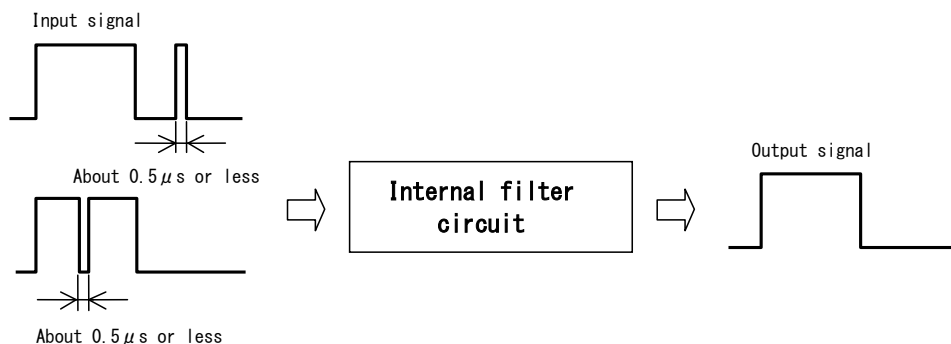 Input signal
About 0.5μs or less
Internal filter
circuit
Output signal
About 0.5μs or less